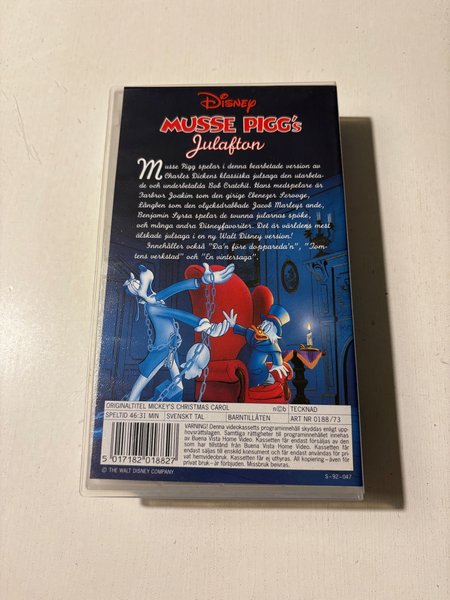 Disney
MUSSE PIGG's
Julafton
Musse Pigg spelar i denna bearbetade version av
Charles Dickens klassiska julsaga den utarbeta-
de och underbetalda Bob Cratchit. Hans medspelare är
Farbror Joakim som den girige Ebenezer Scrooge,
Långben som den olycksdrabbade Jacob Marleys ande,
Benjamin Syrsa spelar de svunna jularnas spöke,
och många andra Disneyfavoriter. Det är världens mest
älskade julsaga i en ny Walt Disney version!
Innehåller också "Da'n före doppareda'n", "Tom-
tens verkstad" och "En vintersaga".
ORIGINALTITEL MICKEY'S CHRISTMAS CAROL n©b TECKNAD
SPELTID 46:31 MIN SVENSKT TAL BARNTILLÅTEN ART NR 0188/73
VARNING! Denna videokassetts programinnehåll skyddas enligt upp-
hovsrättslagen. Samtliga rättigheter till programinnehållet innehas
av Buena Vista Home Video. Kassetten får endast försäljas av den
som erhållit tillstånd från Buena Vista Home Video. Kassetten får
endast säljas till enskild konsument och får endast användas för pri-
vat hemvideobruk. Kassetten får ej uthyras. All kopiering – även för
privat bruk – är förbjuden. Missbruk beivras.
5 017182 018827
© THE WALT DISNEY COMPANY
S-92-047